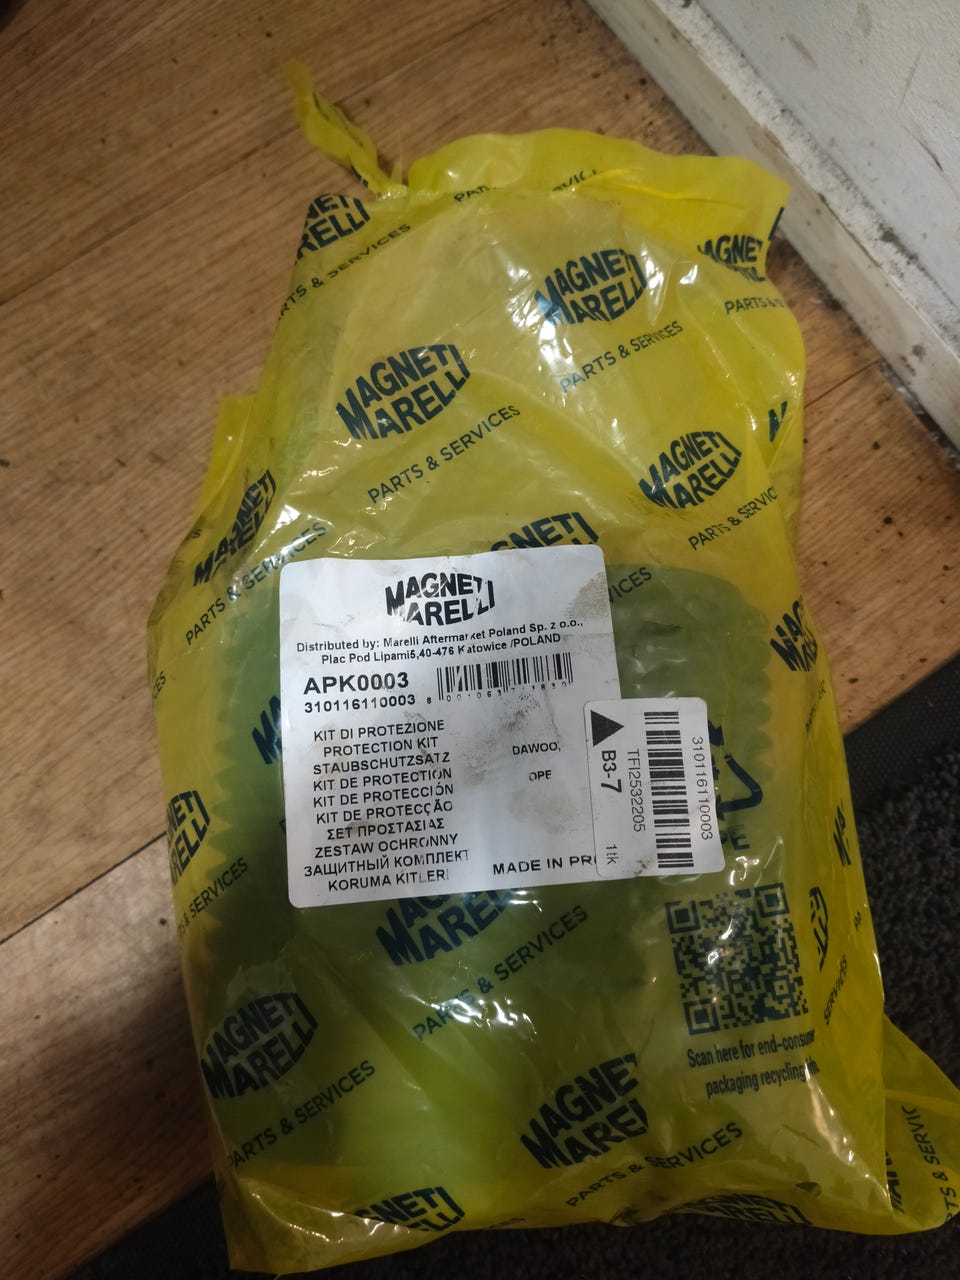 MAGNETI
MARELLI
PARTS & SERVICES
MAGNETI
MARELLI
PARTS & SERVICES
MAGNETI
MARELLI
PARTS & SERVICES
MAGNETI
MARELLI
Distributed by: Marelli Aftermarket Poland Sp. z o.o.,
Plac Pod Lipami5,40-476 Katowice /POLAND
APK0003
310116110003
KIT DI PROTEZIONE
PROTECTION KIT
STAUBSCHUTZSATZ
KIT DE PROTECTION
KIT DE PROTECCIÓN
KIT DE PROTECÇÃO
ΣΕΤ ΠΡΟΣΤΑΣΙΑΣ
ZESTAW OCHRONNY
ЗАЩИТНЫЙ КОМПЛЕКТ
KORUMA KITLERI
DAWOO,
OPE
MADE IN PR
B3-7
1tk
TFI2532205
310116110003
MARELLI
PARTS & SERVICES
Scan here for end-consumer
packaging recycling
MAGNETI
MARELLI
PARTS & SERVICES
MAGNETI
MARELLI
PARTS & SERVICES